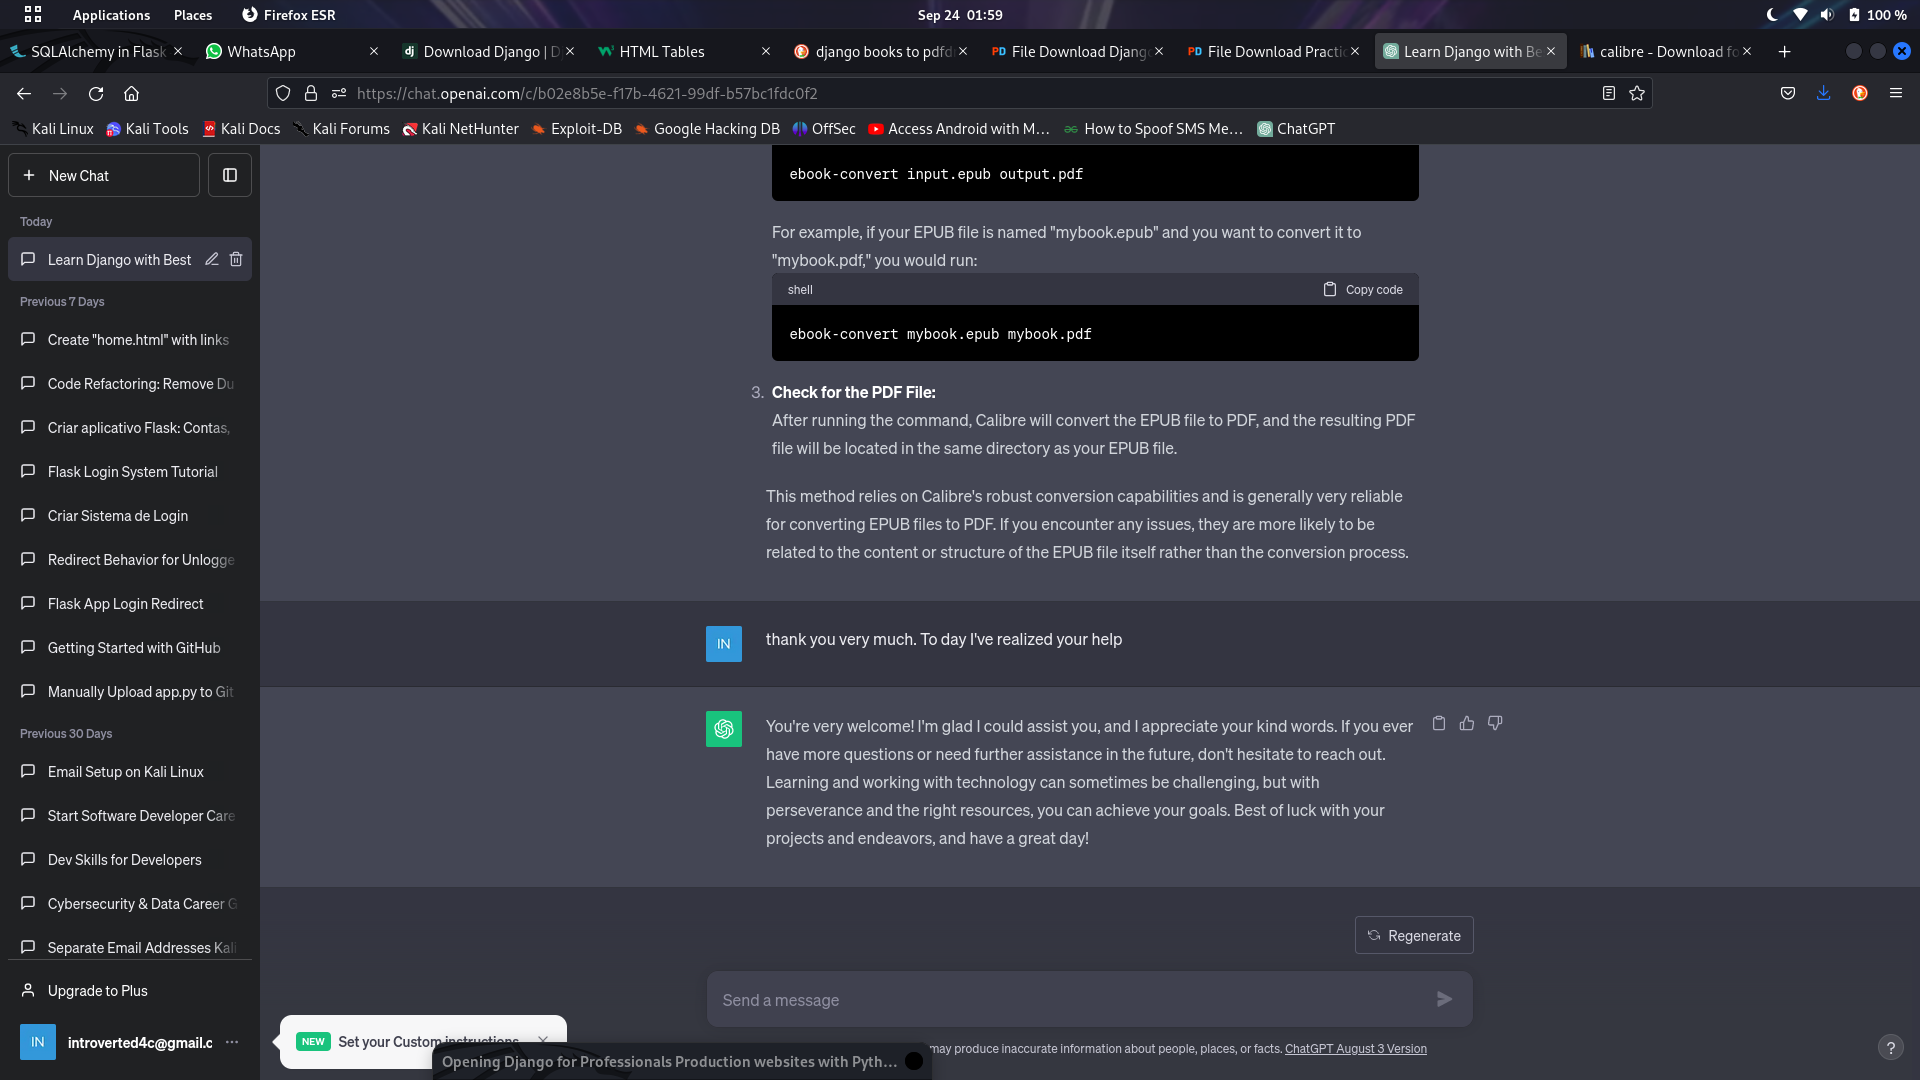 Applications Places Firefox ESR Sep 24 01:59 100 %
SQLAlchemy in Flask WhatsApp Download Django | D HTML Tables django books to pdfd File Download Djang File Download Practi Learn Django with Be calibre - Download fo
https://chat.openai.com/c/b02e8b5e-f17b-4621-99df-b57bc1fdc0f2
Kali Linux Kali Tools Kali Docs Kali Forums Kali NetHunter Exploit-DB Google Hacking DB OffSec Access Android with M… How to Spoof SMS Me… ChatGPT
New Chat
Today
Learn Django with Best
Previous 7 Days
Create "home.html" with links
Code Refactoring: Remove Du
Criar aplicativo Flask: Contas,
Flask Login System Tutorial
Criar Sistema de Login
Redirect Behavior for Unlogge
Flask App Login Redirect
Getting Started with GitHub
Manually Upload app.py to Git
Previous 30 Days
Email Setup on Kali Linux
Start Software Developer Care
Dev Skills for Developers
Cybersecurity & Data Career G
Separate Email Addresses Kali
Upgrade to Plus
IN introverted4c@gmail.c
ebook-convert input.epub output.pdf
For example, if your EPUB file is named "mybook.epub" and you want to convert it to
"mybook.pdf," you would run:
shell Copy code
ebook-convert mybook.epub mybook.pdf
3. Check for the PDF File:
After running the command, Calibre will convert the EPUB file to PDF, and the resulting PDF
file will be located in the same directory as your EPUB file.
This method relies on Calibre's robust conversion capabilities and is generally very reliable
for converting EPUB files to PDF. If you encounter any issues, they are more likely to be
related to the content or structure of the EPUB file itself rather than the conversion process.
IN thank you very much. To day I've realized your help
You're very welcome! I'm glad I could assist you, and I appreciate your kind words. If you ever
have more questions or need further assistance in the future, don't hesitate to reach out.
Learning and working with technology can sometimes be challenging, but with
perseverance and the right resources, you can achieve your goals. Best of luck with your
projects and endeavors, and have a great day!
Regenerate
Send a message
NEW Set your Custom instructions
may produce inaccurate information about people, places, or facts. ChatGPT August 3 Version
Opening Django for Professionals Production websites with Pyth…
?